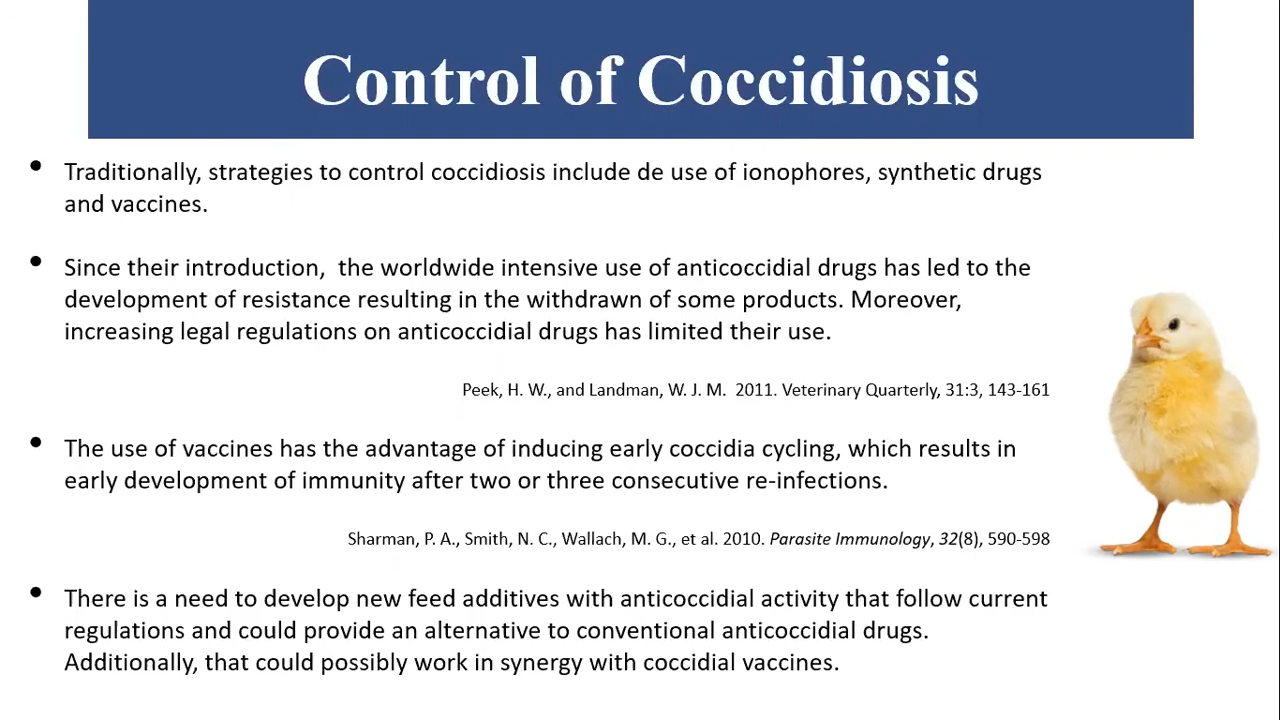 Control of Coccidiosis
• Traditionally, strategies to control coccidiosis include de use of ionophores, synthetic drugs
and vaccines.
• Since their introduction,  the worldwide intensive use of anticoccidial drugs has led to the
development of resistance resulting in the withdrawn of some products. Moreover,
increasing legal regulations on anticoccidial drugs has limited their use.
Peek, H. W., and Landman, W. J. M.  2011. Veterinary Quarterly, 31:3, 143-161
• The use of vaccines has the advantage of inducing early coccidia cycling, which results in
early development of immunity after two or three consecutive re-infections.
Sharman, P. A., Smith, N. C., Wallach, M. G., et al. 2010. Parasite Immunology, 32(8), 590-598
• There is a need to develop new feed additives with anticoccidial activity that follow current
regulations and could provide an alternative to conventional anticoccidial drugs.
Additionally, that could possibly work in synergy with coccidial vaccines.